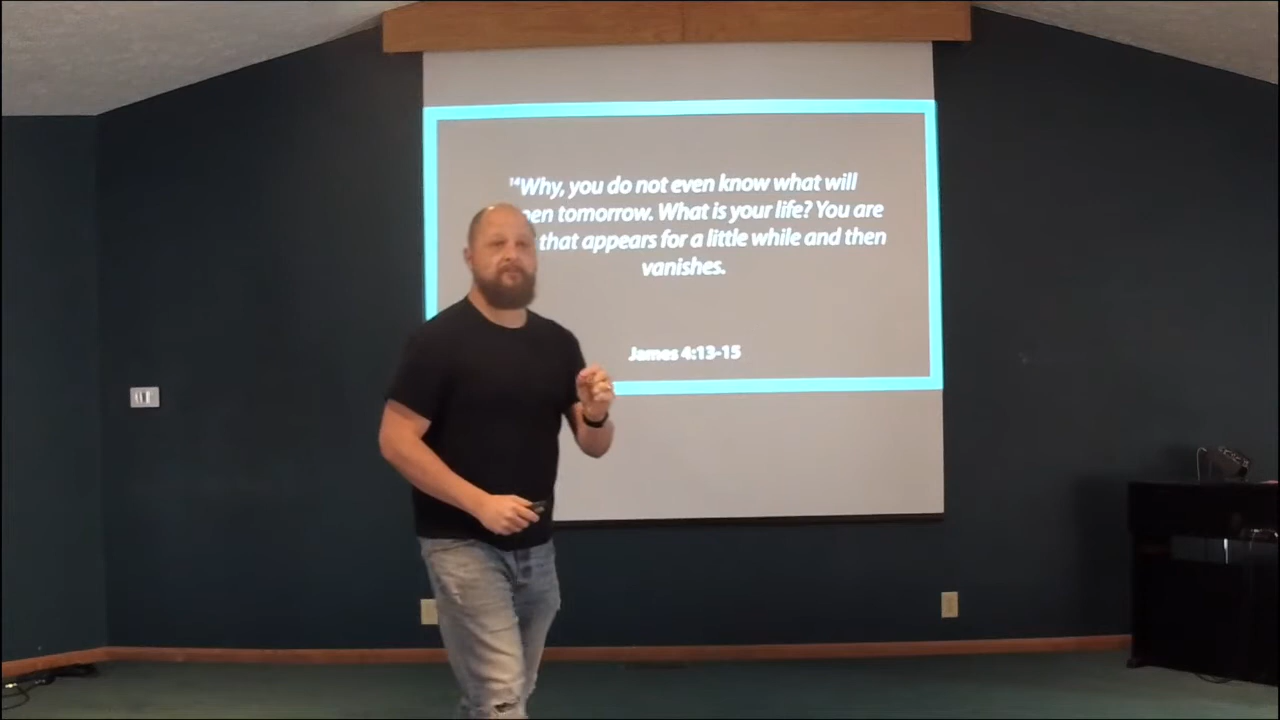 14"Why, you do not even know what will
tomorrow. What is your life? You are
that appears for a little while and then
vanishes.
James 4:13-15